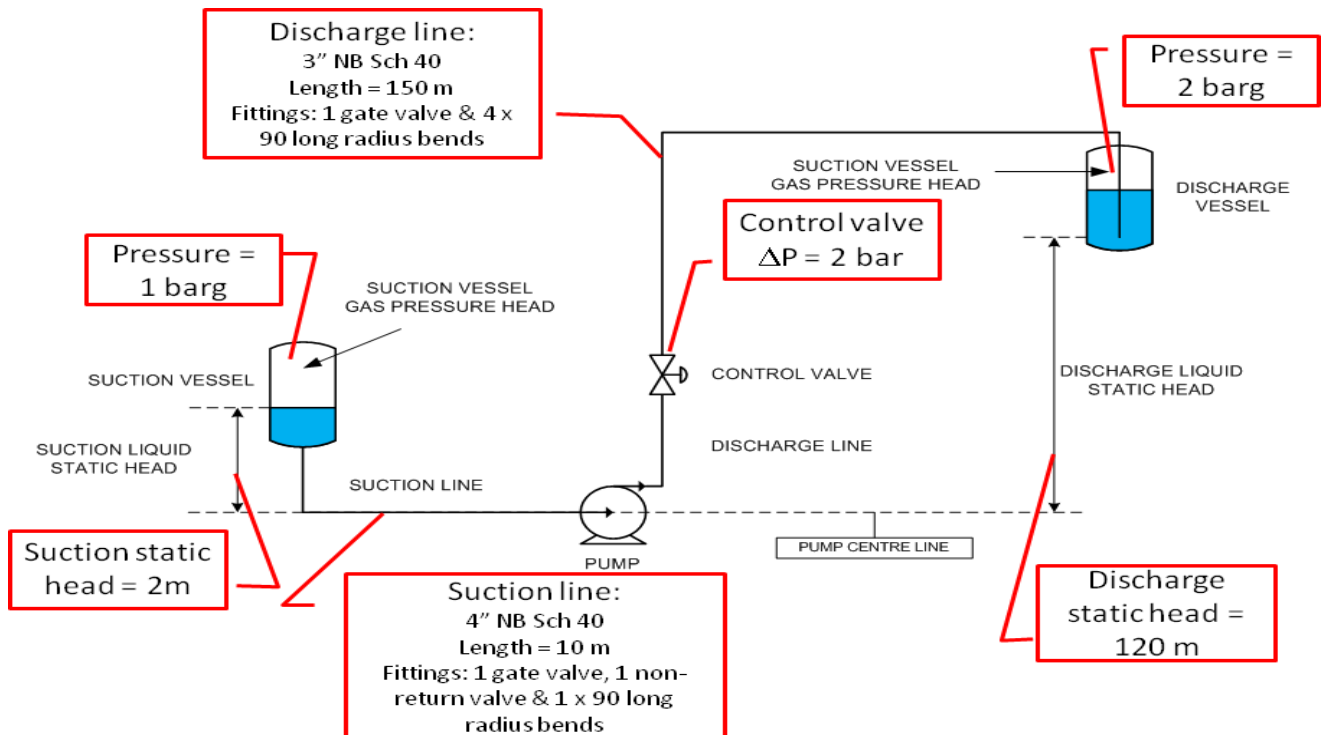 Discharge line:
3” NB Sch 40
Length = 150 m
Fittings: 1 gate valve & 4 x
90 long radius bends
Pressure =
2 barg
SUCTION VESSEL
GAS PRESSURE HEAD
DISCHARGE
VESSEL
Control valve
ΔP = 2 bar
Pressure =
1 barg
SUCTION VESSEL
GAS PRESSURE HEAD
SUCTION VESSEL
CONTROL VALVE
DISCHARGE LIQUID
STATIC HEAD
SUCTION LIQUID
STATIC HEAD
DISCHARGE LINE
SUCTION LINE
PUMP CENTRE LINE
PUMP
Suction static
head = 2m
Suction line:
4” NB Sch 40
Length = 10 m
Fittings: 1 gate valve, 1 non-
return valve & 1 x 90 long
radius bends
Discharge
static head =
120 m